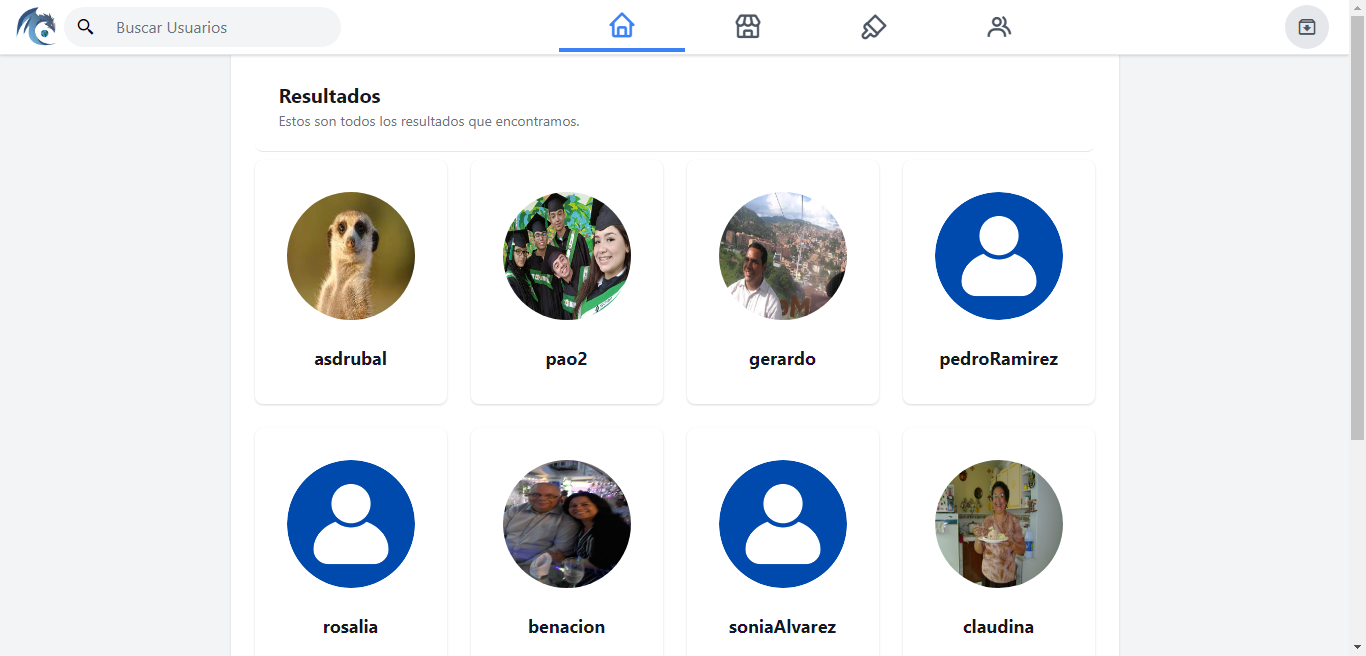 Buscar Usuarios
Resultados
Estos son todos los resultados que encontramos.
asdrubal
pao2
gerardo
pedroRamirez
rosalia
benacion
soniaAlvarez
claudina